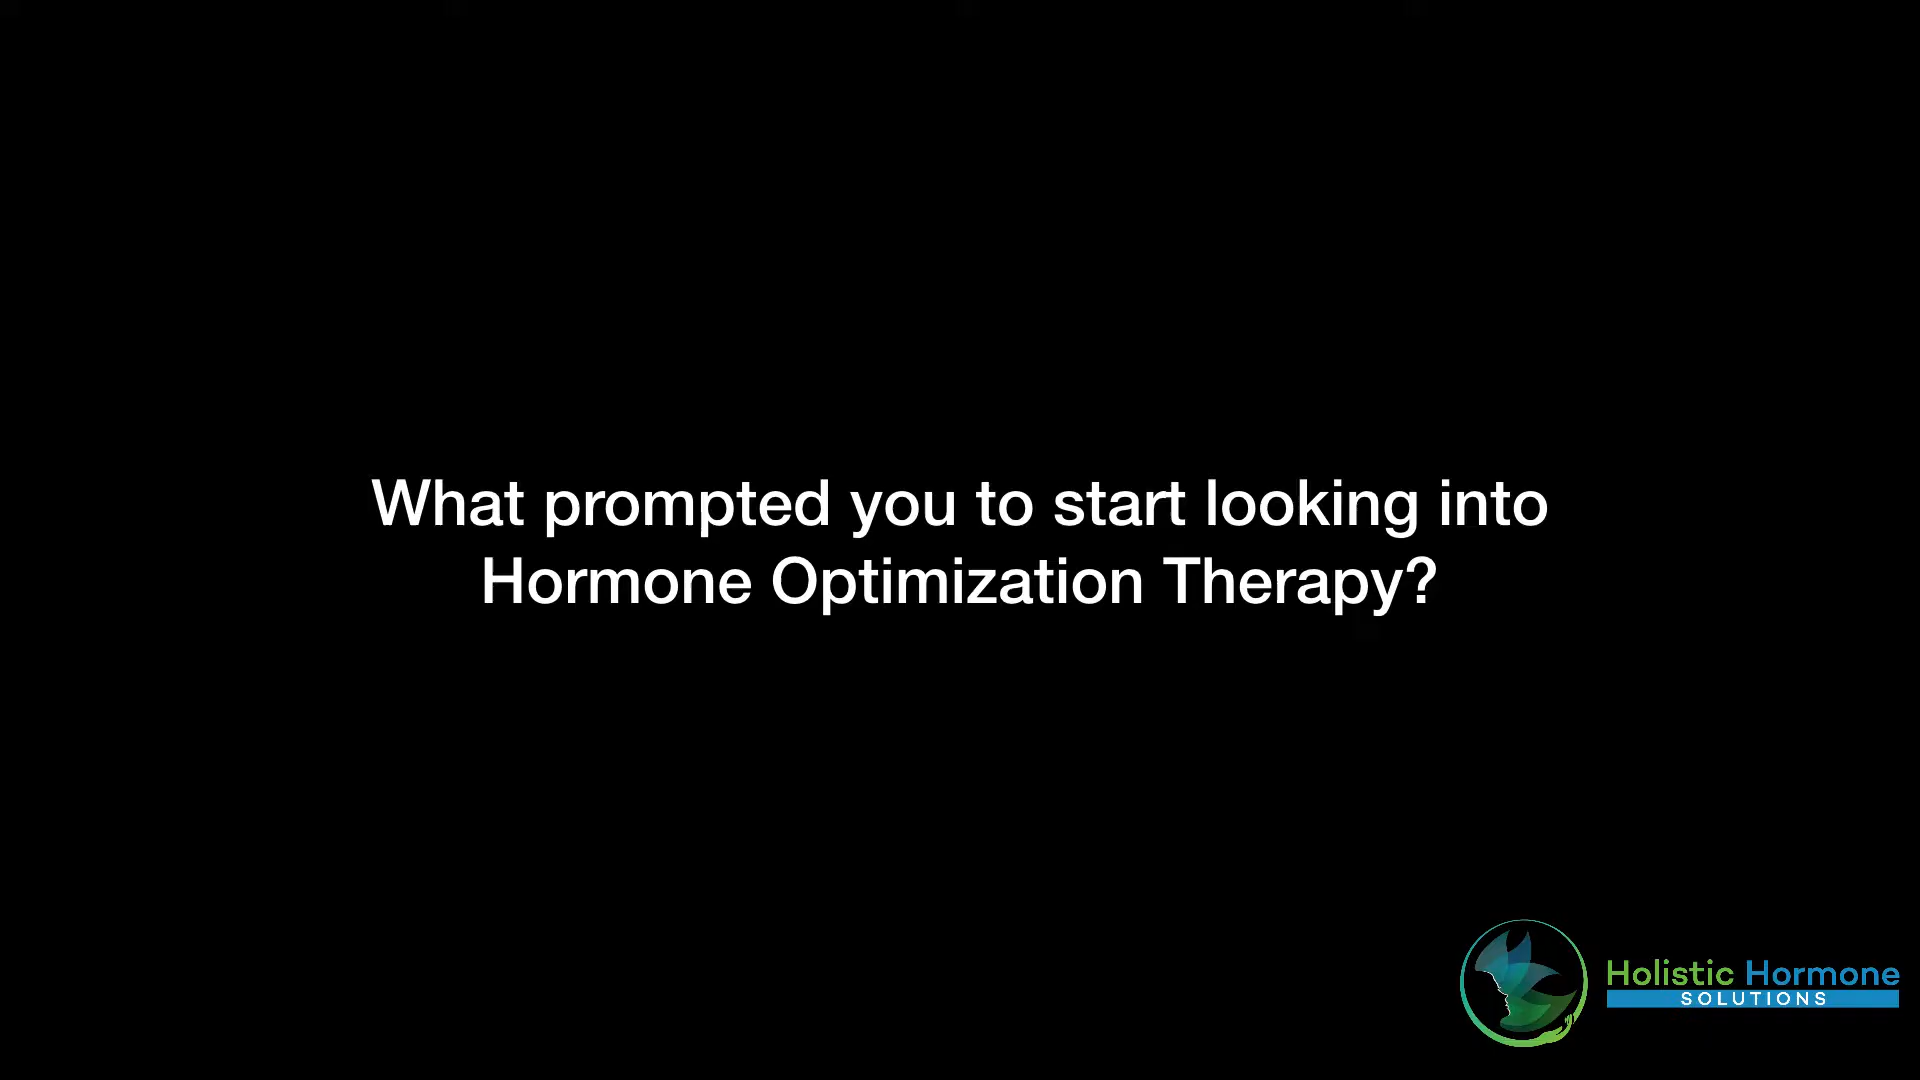 What prompted you to start looking into
Hormone Optimization Therapy?
Holistic Hormone
SOLUTIONS